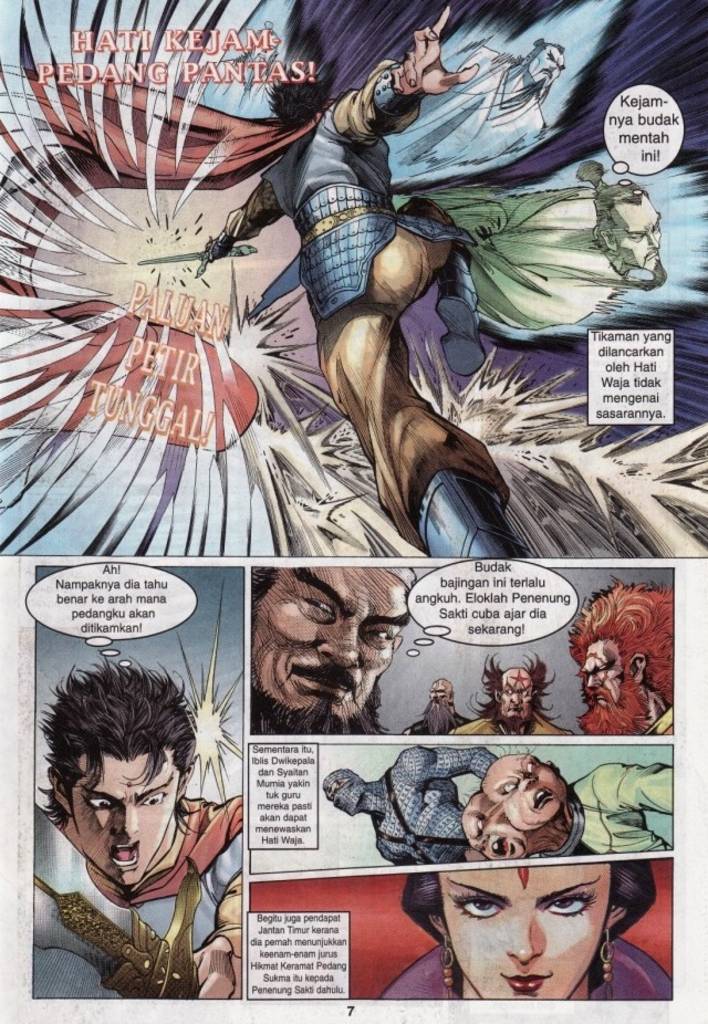 HATI KEJAM-
PEDANG PANTAS!
Kejam-
nya budak
mentah
ini!
PALUAN
PETIR
TUNGGAL!
Tikaman yang
dilancarkan
oleh Hati
Waja tidak
mengenai
sasarannya.
Ah!
Nampaknya dia tahu
benar ke arah mana
pedangku akan
ditikamkan!
Budak
bajingan ini terlalu
angkuh. Eloklah Penenung
Sakti cuba ajar dia
sekarang!
Sementara itu,
Iblis Dwikepala
dan Syaitan
Mumia yakin
tuk guru
mereka pasti
akan dapat
menewaskan
Hati Waja.
Begitu juga pendapat
Jantan Timur kerana
dia pernah menunjukkan
keenam-enam jurus
Hikmat Keramat Pedang
Sukma itu kepada
Penenung Sakti dahulu.
7